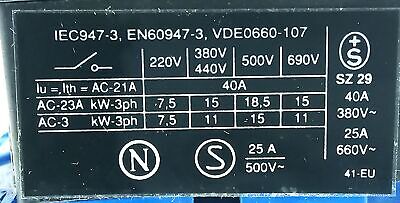 IEC947-3, EN60947-3, VDE0660-107
220V 380V 440V 500V 690V
Iu =,Ith = AC-21A 40A
AC-23A kW-3ph 7,5 15 18,5 15
AC-3 kW-3ph 7,5 11 15 11
N S 25 A 500V~
+S
SZ 29
40A
380V~
25A
660V~
41-EU